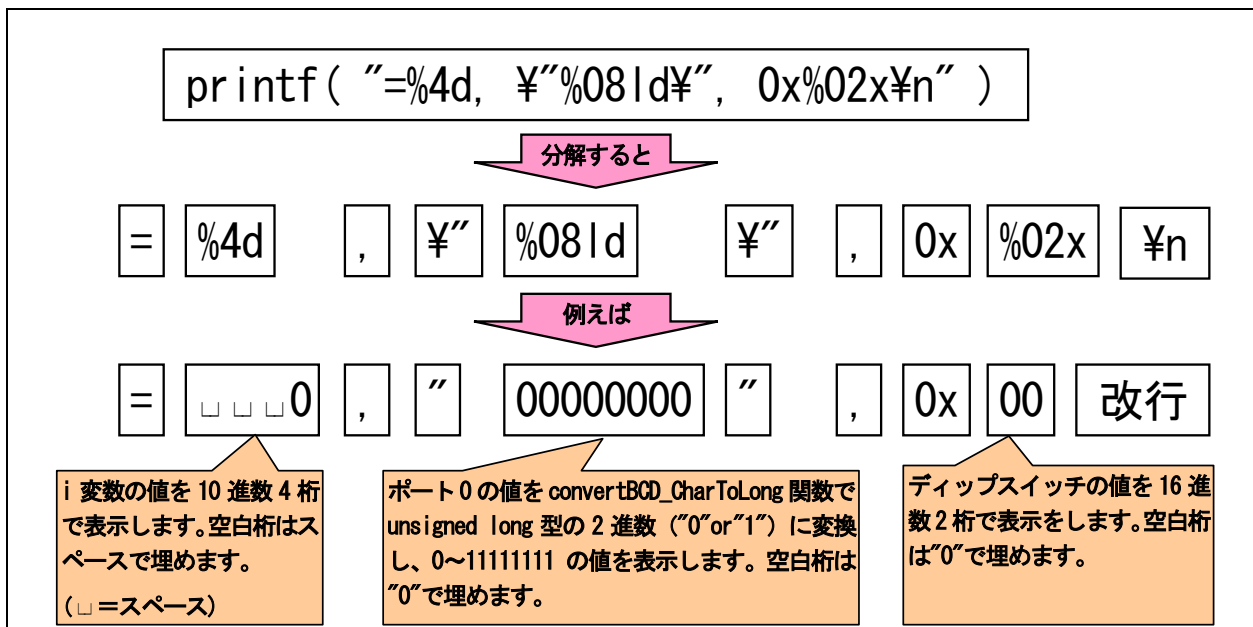 printf( ″=%4d, ¥″%08ld¥″, 0x%02x¥n″ )
分解すると
= %4d , ¥″ %08ld ¥″ , 0x %02x ¥n
例えば
= ␣␣␣0 , ″ 00000000 ″ , 0x 00 改行
i 変数の値を 10 進数 4 桁
で表示します。空白桁はス
ペースで埋めます。
(␣=スペース)
ポート 0 の値を convertBCD_CharToLong 関数で
unsigned long 型の 2 進数(″0″or″1″)に変換
し、0~11111111 の値を表示します。空白桁は
″0″で埋めます。
ディップスイッチの値を 16 進
数 2 桁で表示をします。空白桁
は″0″で埋めます。